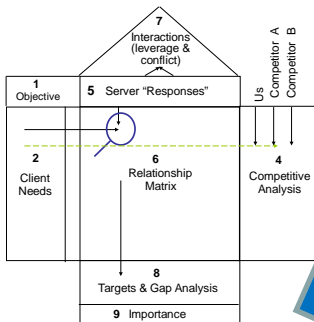 7
Interactions
(leverage &
conflict)
1
Objective
5 Server "Responses"
Us
Competitor A
Competitor B
2
Client
Needs
6
Relationship
Matrix
4
Competitive
Analysis
8
Targets & Gap Analysis
9 Importance